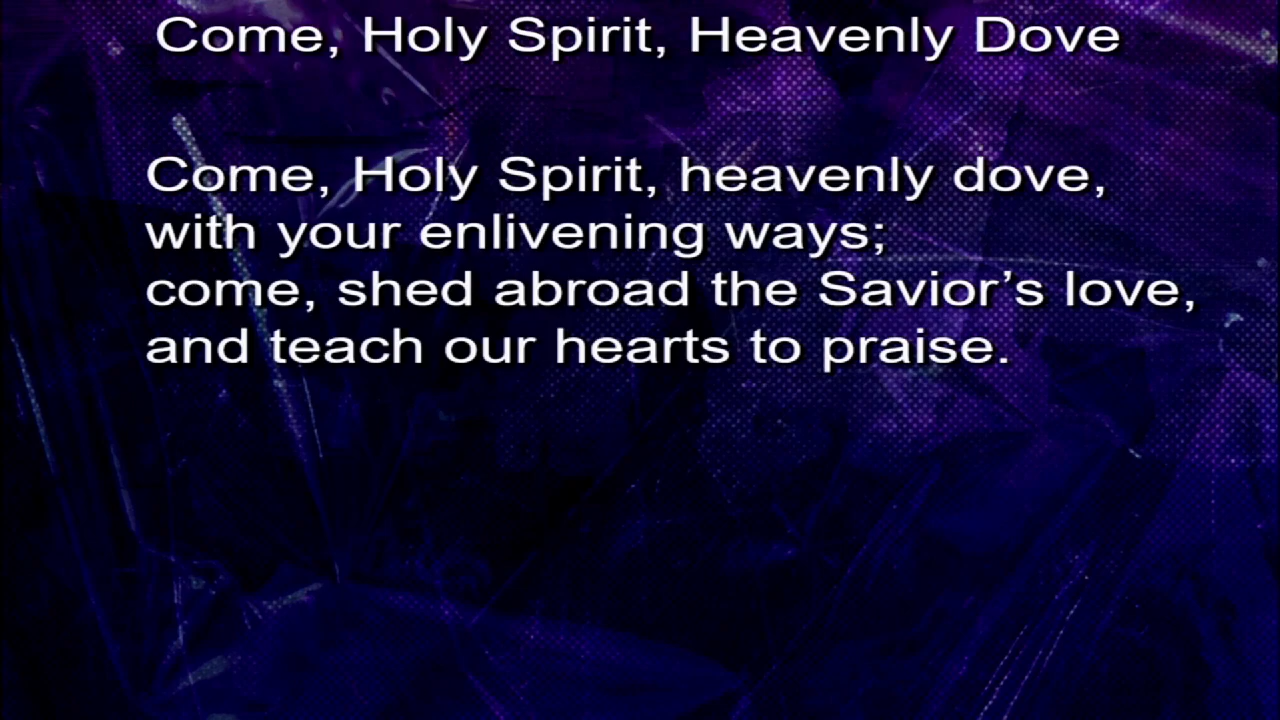 Come, Holy Spirit, Heavenly Dove
Come, Holy Spirit, heavenly dove,
with your enlivening ways;
come, shed abroad the Savior’s love,
and teach our hearts to praise.